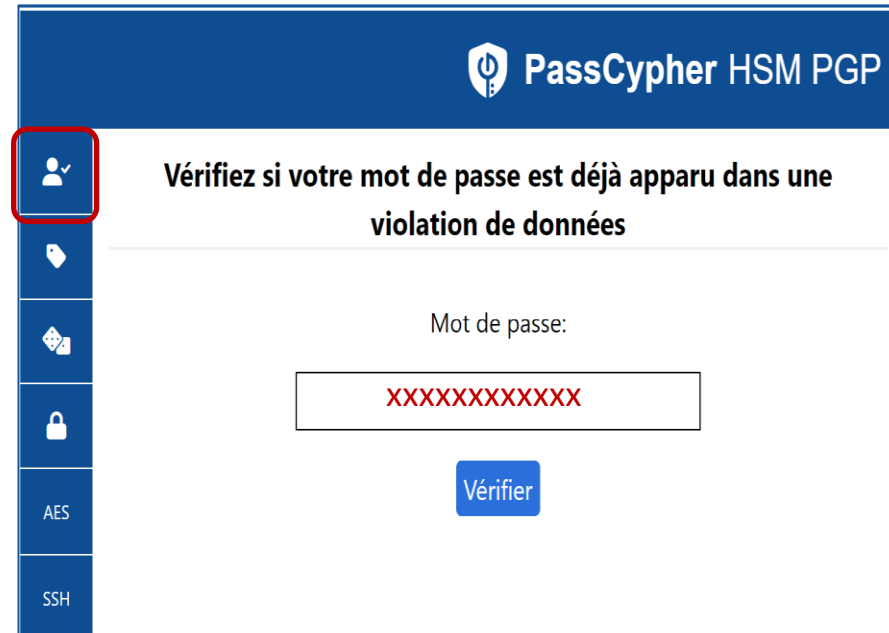 PassCypher HSM PGP
Vérifiez si votre mot de passe est déjà apparu dans une
violation de données
Mot de passe:
xxxxxxxxxxxx
Vérifier
AES
SSH